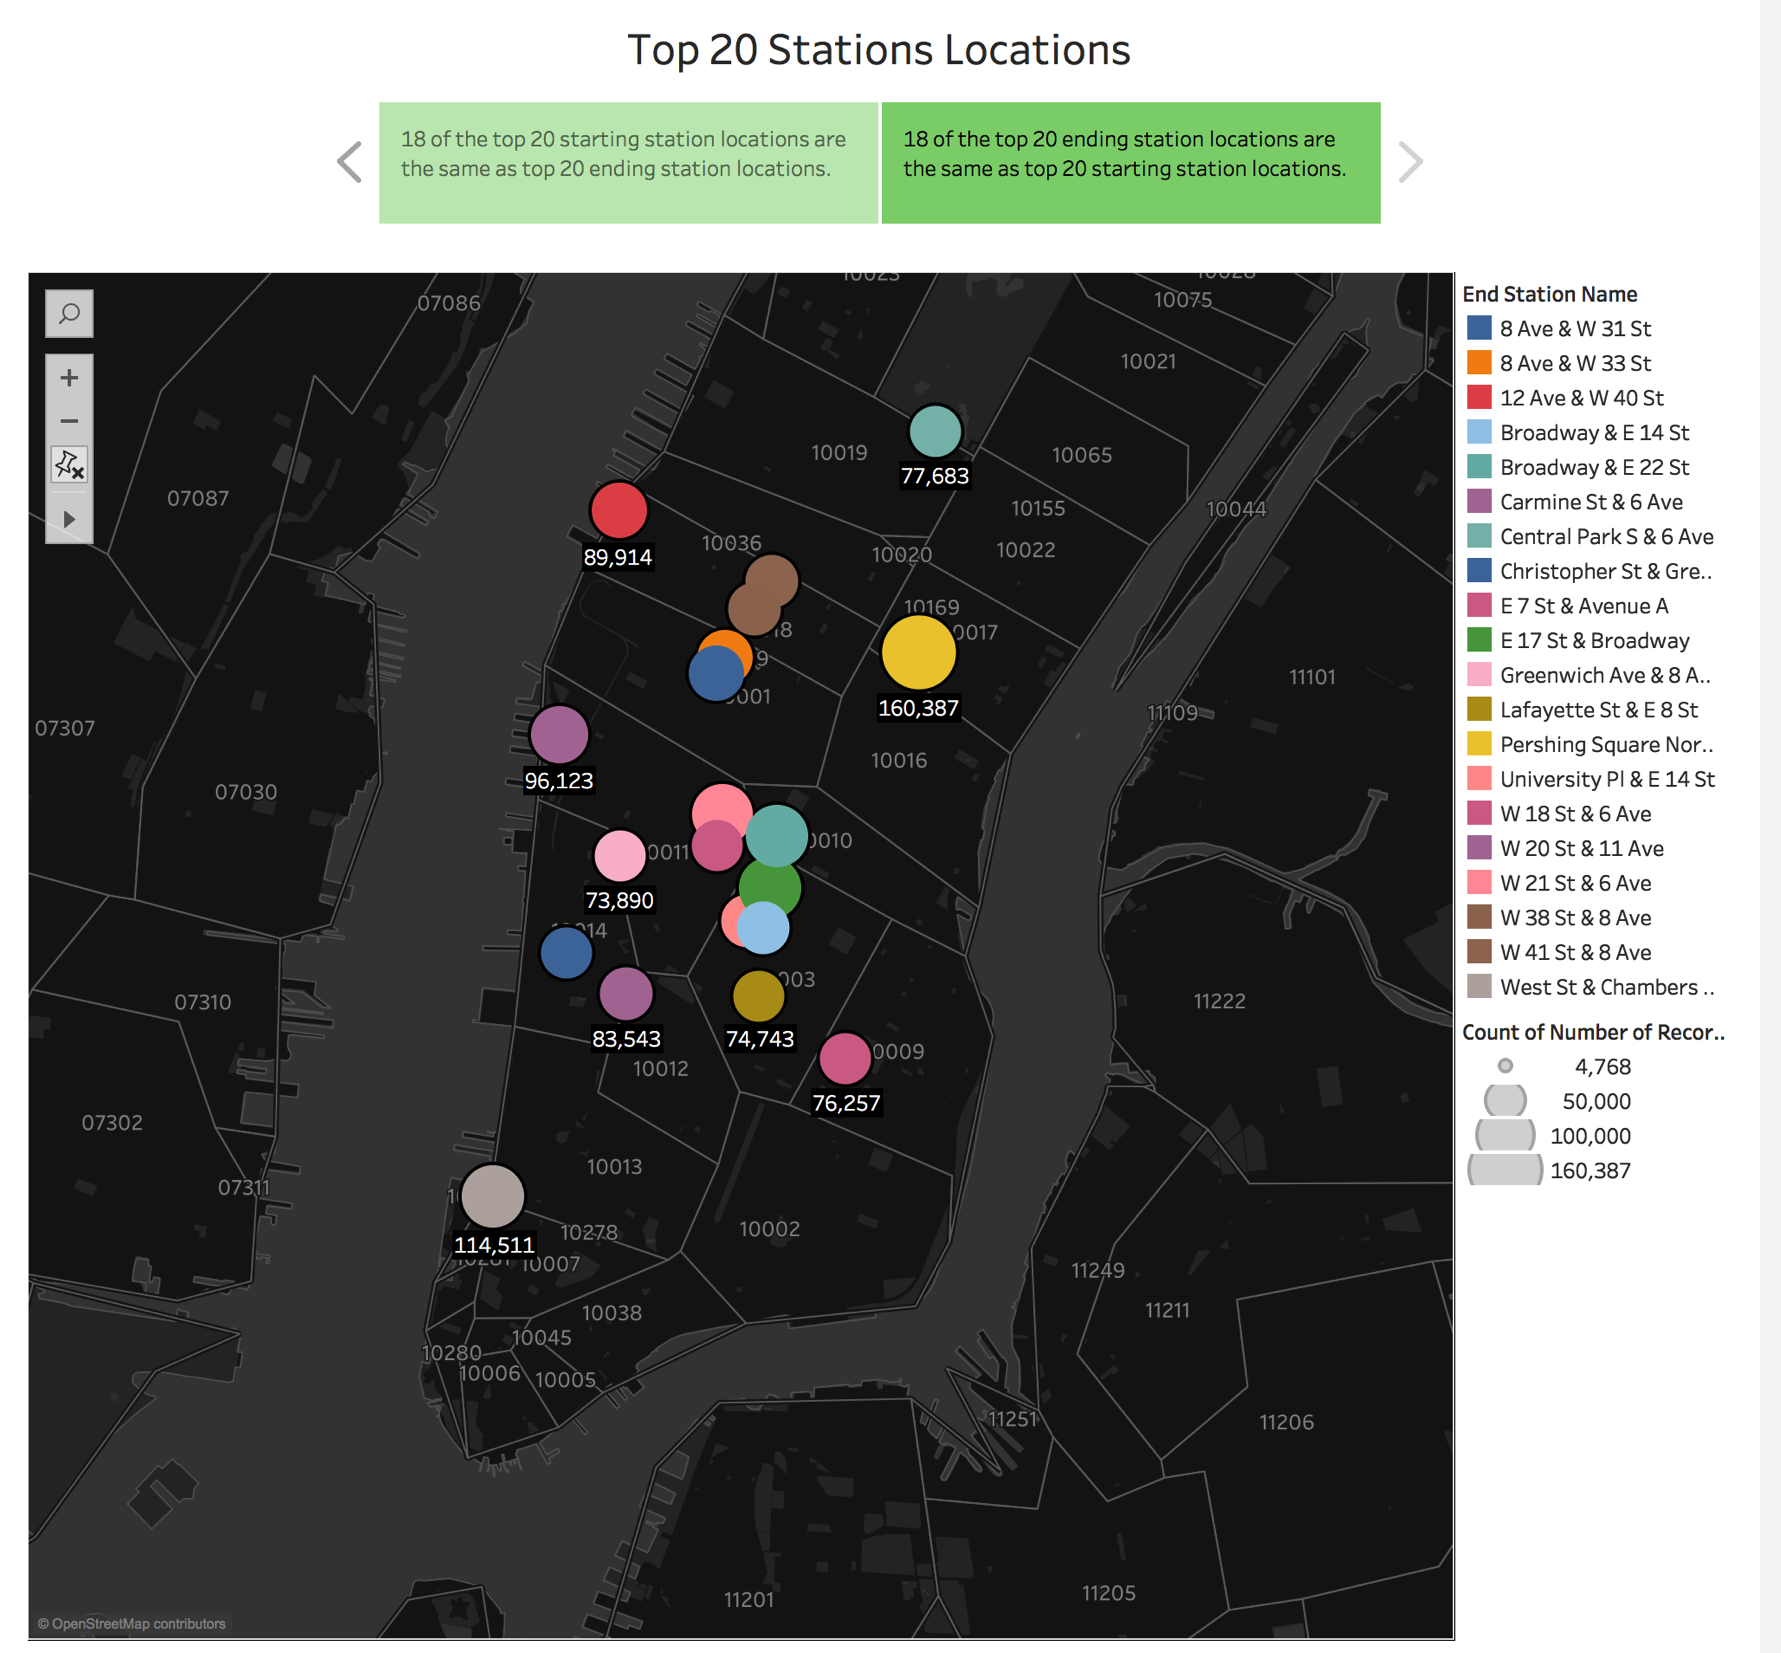 Top 20 Stations Locations
18 of the top 20 starting station locations are
the same as top 20 ending station locations.
18 of the top 20 ending station locations are
the same as top 20 starting station locations.
End Station Name
8 Ave & W 31 St
8 Ave & W 33 St
12 Ave & W 40 St
Broadway & E 14 St
Broadway & E 22 St
Carmine St & 6 Ave
Central Park S & 6 Ave
Christopher St & Gre..
E 7 St & Avenue A
E 17 St & Broadway
Greenwich Ave & 8 A..
Lafayette St & E 8 St
Pershing Square Nor..
University Pl & E 14 St
W 18 St & 6 Ave
W 20 St & 11 Ave
W 21 St & 6 Ave
W 38 St & 8 Ave
W 41 St & 8 Ave
West St & Chambers ..
Count of Number of Recor..
4,768
50,000
100,000
160,387
10023
07086
10075
10021
10019
10065
77,683
07087
10155
10044
10036
10020
10022
89,914
10169
11101
160,387
11109
07307
10016
96,123
07030
73,890
07310
11222
83,543
74,743
10012
76,257
07302
10013
07311
10002
10278
114,511
10007
11249
10038
11211
10045
10280
10006
10005
11251
11206
11205
11201
© OpenStreetMap contributors